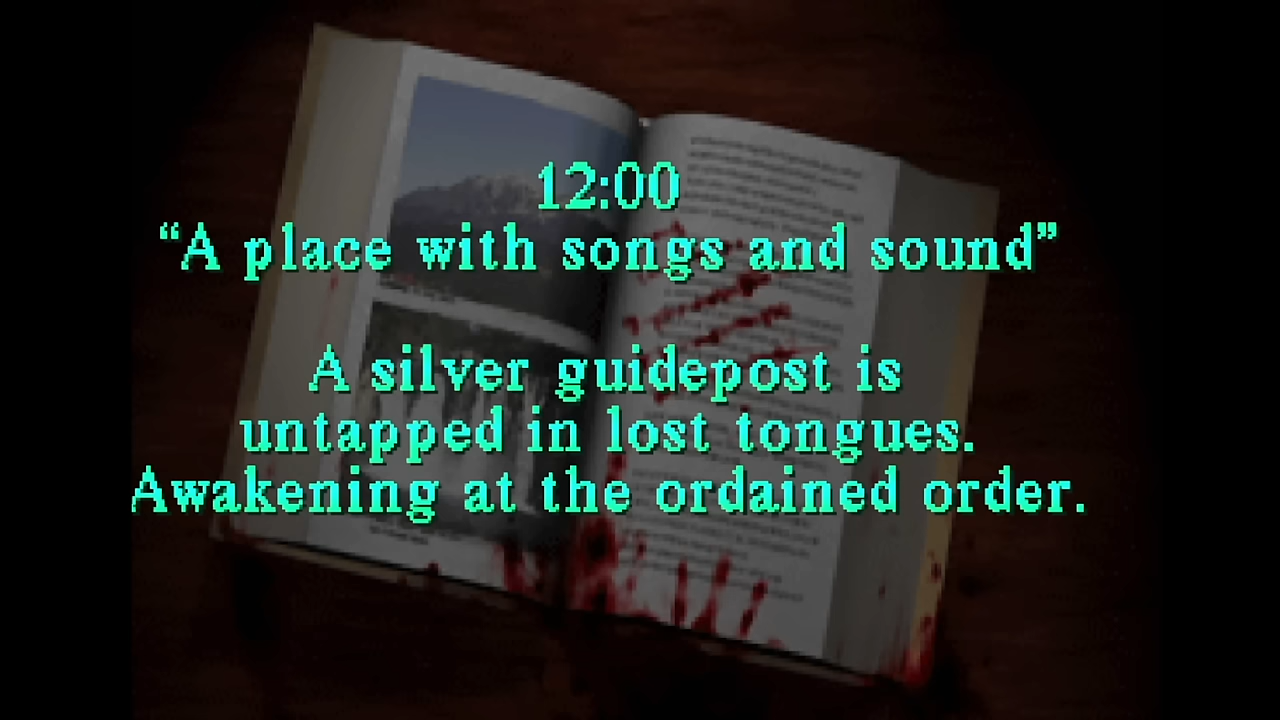 12:00
“A place with songs and sound”
A silver guidepost is
untapped in lost tongues.
Awakening at the ordained order.